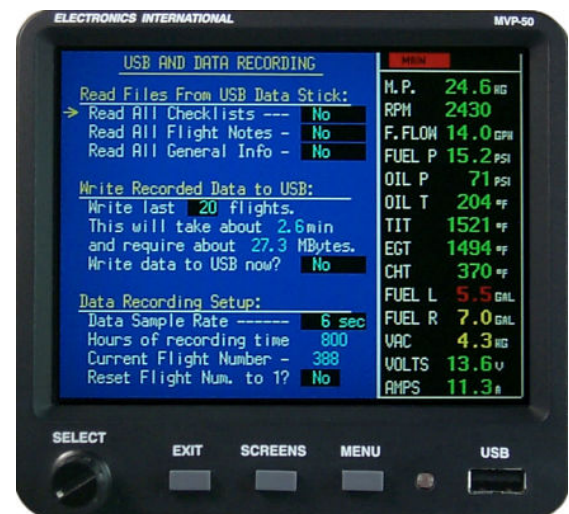 ELECTRONICS INTERNATIONAL MVP-50
USB AND DATA RECORDING
Read Files From USB Data Stick:
Read All Checklists --- No
Read All Flight Notes - No
Read All General Info - No
Write Recorded Data to USB:
Write last 20 flights.
This will take about 2.6min
and require about 27.3 MBytes.
Write data to USB now? No
Data Recording Setup:
Data Sample Rate ------ 6 sec
Hours of recording time 800
Current Flight Number - 388
Reset Flight Num. to 1? No
M.P. 24.6 HG
RPM 2430
F.FLOW 14.0 GPH
FUEL P 15.2 PSI
OIL P 71 PSI
OIL T 204 °F
TIT 1521 °F
EGT 1494 °F
CHT 370 °F
FUEL L 5.5 GAL
FUEL R 7.0 GAL
VAC 4.3 HG
VOLTS 13.6 V
AMPS 11.3 A
SELECT EXIT SCREENS MENU USB